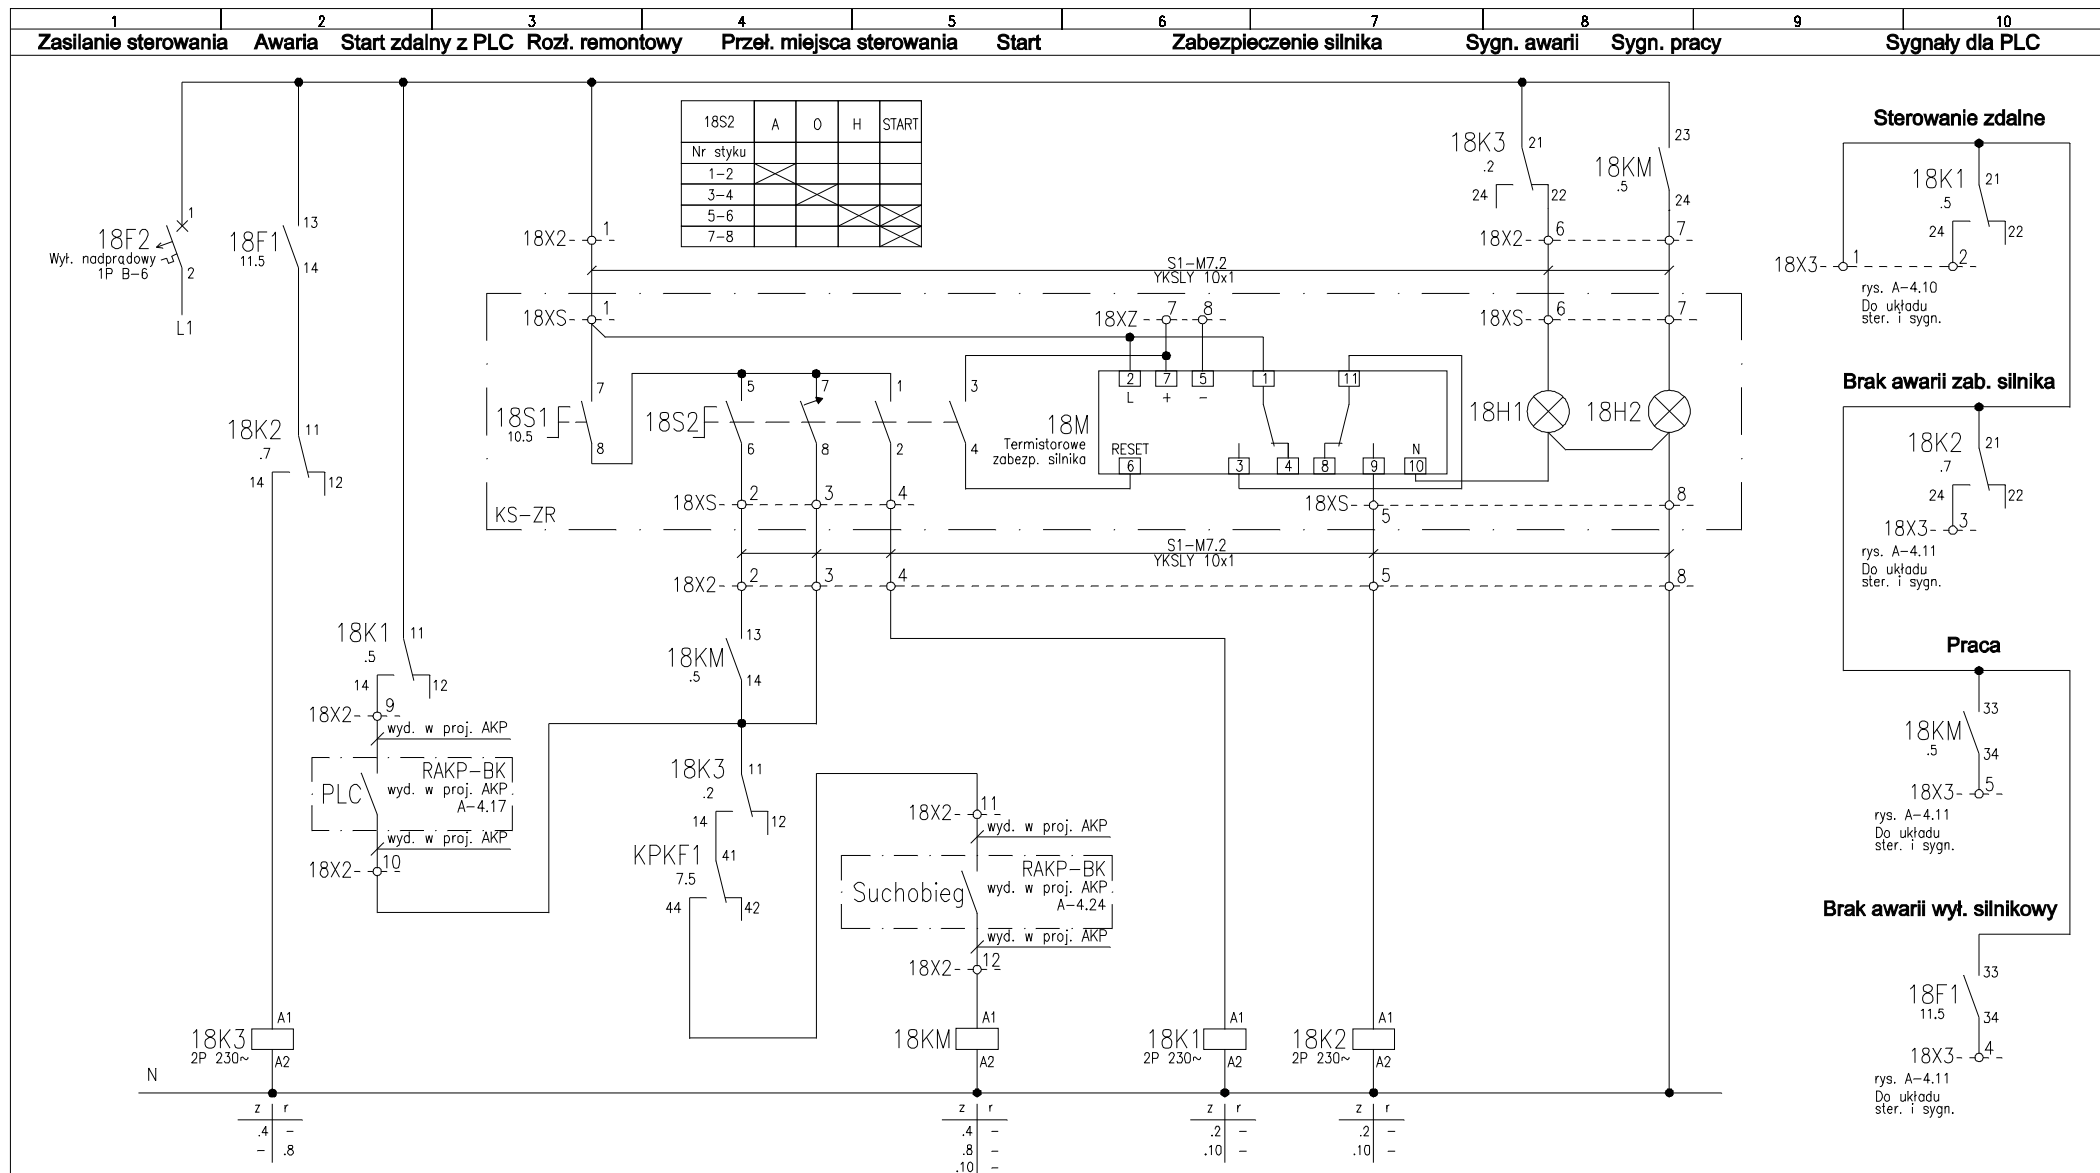 1 2 3 4 5 6 7 8 9 10
Zasilanie sterowania Awaria Start zdalny z PLC Rozł. remontowy Przeł. miejsca sterowania Start Zabezpieczenie silnika Sygn. awarii Sygn. pracy Sygnały dla PLC
18S2 A O H START
Nr styku
1-2
3-4
5-6
7-8
1
18F2
Wył. nadprądowy
1P B-6
2
L1
13
18F1
11.5
14
18K2
.7
11
14
12
18K1
.5
11
14
12
18X2
9
wyd. w proj. AKP
RAKP-BK
PLC
wyd. w proj. AKP
A-4.17
wyd. w proj. AKP
18X2
10
A1
18K3
2P 230~
A2
N
z r
.4 -
- .8
18X2
1
S1-M7.2
YKSLY 10x1
18XS
1
7
18S1
10.5
8
KS-ZR
5
7
1
3
18S2
6
8
2
4
18XS
2
3
4
S1-M7.2
YKSLY 10x1
18X2
2
3
4
5
8
13
18KM
.5
14
18K3
.2
11
14
12
KPKF1
7.5
41
44
42
18X2
11
wyd. w proj. AKP
RAKP-BK
Suchobieg
wyd. w proj. AKP
A-4.24
wyd. w proj. AKP
18X2
12
A1
18KM
A2
z r
.4 -
.8 -
.10 -
18XZ
7
8
2
7
5
1
11
L
+
-
18M
Termistorowe
zabezp. silnika
RESET
N
6
3
4
8
9
10
18XS
5
8
A1
18K1
2P 230~
A2
z r
.2 -
.10 -
A1
18K2
2P 230~
A2
z r
.2 -
.10 -
18K3
.2
21
24
22
23
18KM
.5
24
18X2
6
7
18XS
6
7
18H1
18H2
Sterowanie zdalne
18K1
.5
21
24
22
18X3
1
2
rys. A-4.10
Do układu
ster. i sygn.
Brak awarii zab. silnika
18K2
.7
21
24
22
18X3
3
rys. A-4.11
Do układu
ster. i sygn.
Praca
33
18KM
.5
34
18X3
5
rys. A-4.11
Do układu
ster. i sygn.
Brak awarii wył. silnikowy
33
18F1
11.5
34
18X3
4
rys. A-4.11
Do układu
ster. i sygn.